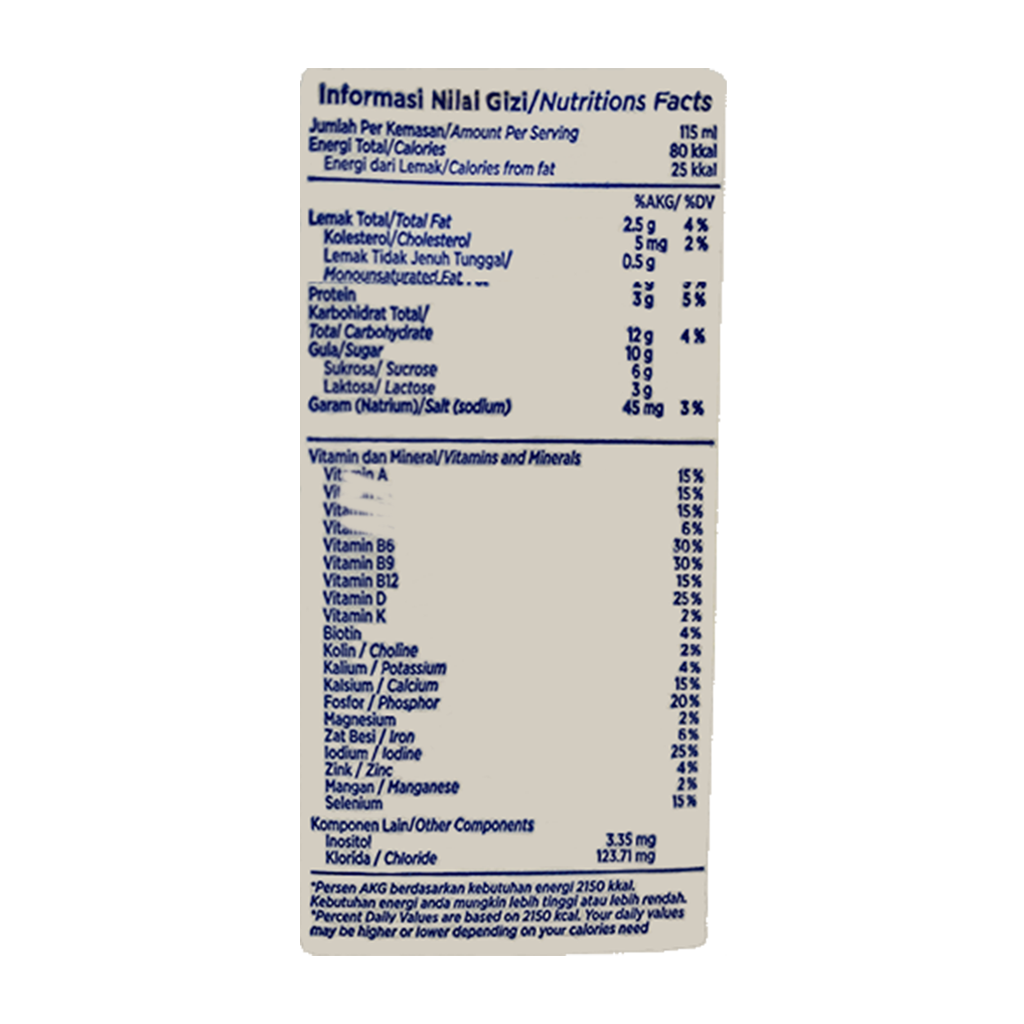 Informasi Nilai Gizi/Nutritions Facts
Jumlah Per Kemasan/Amount Per Serving 115 ml
Energi Total/Calories 80 kkal
Energi dari Lemak/Calories from fat 25 kkal
%AKG/ %DV
Lemak Total/Total Fat 2.5 g 4%
Kolesterol/Cholesterol 5 mg 2%
Lemak Tidak Jenuh Tunggal/ 0.5 g
Monounsaturated Fat
Protein 3 g 5%
Karbohidrat Total/
Total Carbohydrate 12 g 4%
Gula/Sugar 10 g
Sukrosa/ Sucrose 6 g
Laktosa/ Lactose 3 g
Garam (Natrium)/Salt (sodium) 45 mg 3%
Vitamin dan Mineral/Vitamins and Minerals
Vitamin A 15%
15%
15%
6%
Vitamin B6 30%
Vitamin B9 30%
Vitamin B12 15%
Vitamin D 25%
Vitamin K 2%
Biotin 4%
Kolin / Choline 2%
Kalium / Potassium 4%
Kalsium / Calcium 15%
Fosfor / Phosphor 20%
Magnesium 2%
Zat Besi / Iron 6%
Iodium / Iodine 25%
Zink / Zinc 4%
Mangan / Manganese 2%
Selenium 15%
Komponen Lain/Other Components
Inositol 3.35 mg
Klorida / Chloride 123.71 mg
*Persen AKG berdasarkan kebutuhan energi 2150 kkal.
Kebutuhan energi anda mungkin lebih tinggi atau lebih rendah.
*Percent Daily Values are based on 2150 kcal. Your daily values
may be higher or lower depending on your calories need